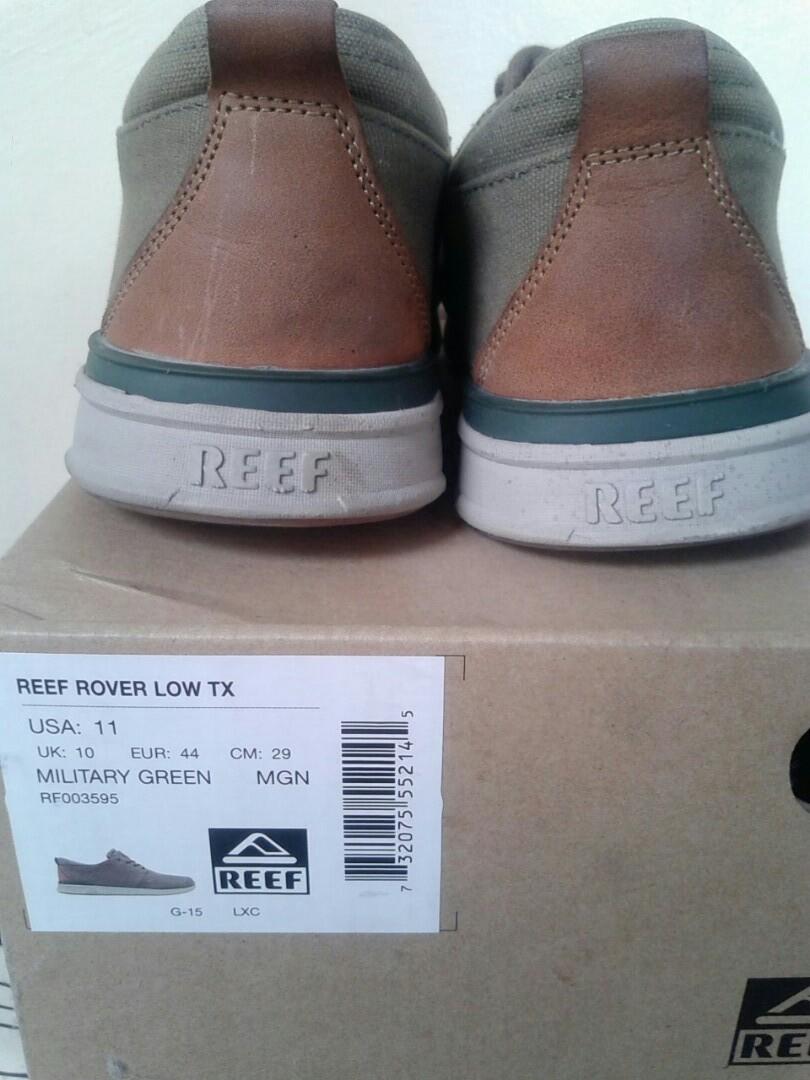 REEF
REEF
REEF ROVER LOW TX
USA: 11
UK: 10 EUR: 44 CM: 29
MILITARY GREEN MGN
RF003595
REEF
G-15 LXC
7 32075 55214 5
REE